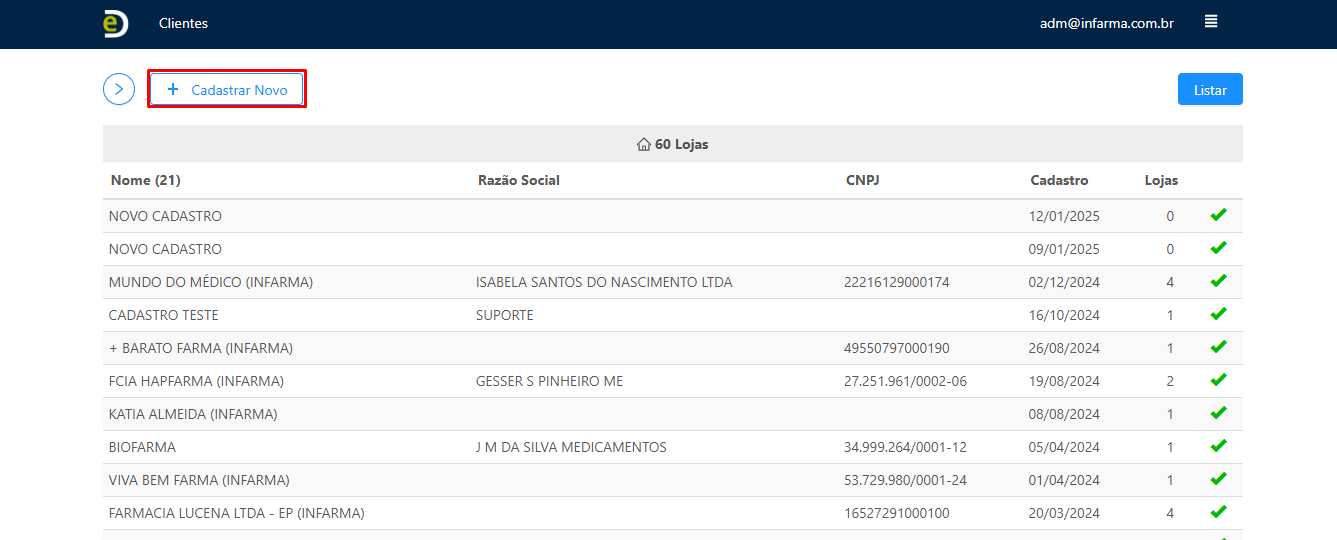 e Clientes adm@infarma.com.br
+ Cadastrar Novo Listar
60 Lojas
Nome (21) Razão Social CNPJ Cadastro Lojas
NOVO CADASTRO 12/01/2025 0
NOVO CADASTRO 09/01/2025 0
MUNDO DO MÉDICO (INFARMA) ISABELA SANTOS DO NASCIMENTO LTDA 22216129000174 02/12/2024 4
CADASTRO TESTE SUPORTE 16/10/2024 1
+ BARATO FARMA (INFARMA) 49550797000190 26/08/2024 1
FCIA HAPFARMA (INFARMA) GESSER S PINHEIRO ME 27.251.961/0002-06 19/08/2024 2
KATIA ALMEIDA (INFARMA) 08/08/2024 1
BIOFARMA J M DA SILVA MEDICAMENTOS 34.999.264/0001-12 05/04/2024 1
VIVA BEM FARMA (INFARMA) 53.729.980/0001-24 01/04/2024 1
FARMACIA LUCENA LTDA - EP (INFARMA) 16527291000100 20/03/2024 4